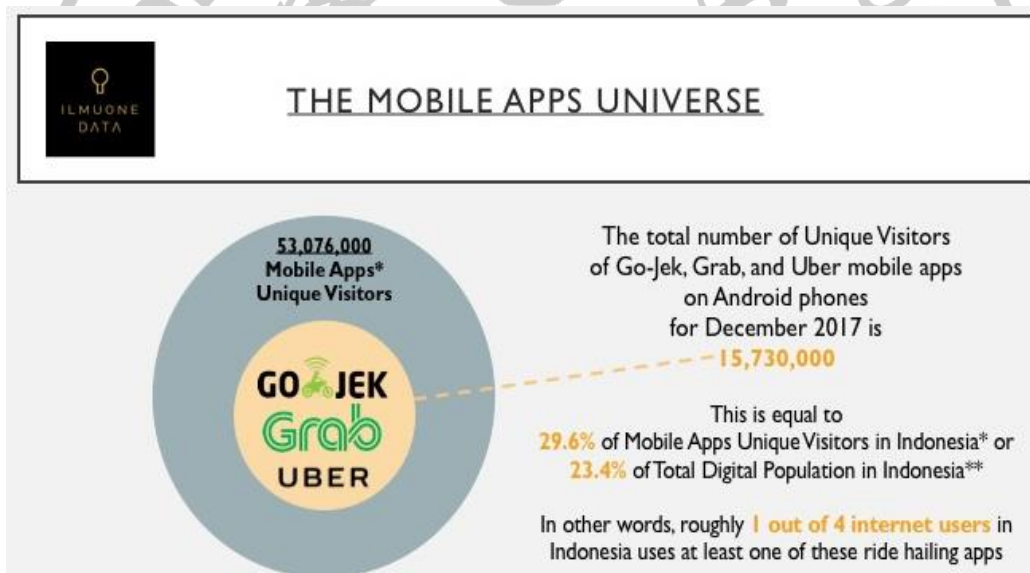 ILMUONE
DATA
THE MOBILE APPS UNIVERSE
53,076,000
Mobile Apps*
Unique Visitors
GO JEK
Grab
UBER
The total number of Unique Visitors
of Go-Jek, Grab, and Uber mobile apps
on Android phones
for December 2017 is
15,730,000
This is equal to
29.6% of Mobile Apps Unique Visitors in Indonesia* or
23.4% of Total Digital Population in Indonesia**
In other words, roughly 1 out of 4 internet users in
Indonesia uses at least one of these ride hailing apps